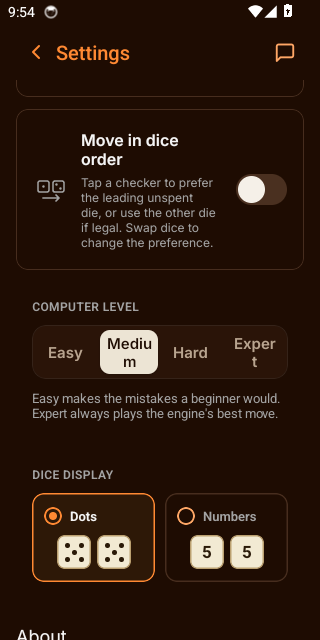 9:54
Settings
Move in dice
order
Tap a checker to prefer
the leading unspent
die, or use the other die
if legal. Swap dice to
change the preference.
COMPUTER LEVEL
Easy
Mediu
m
Hard
Exper
t
Easy makes the mistakes a beginner would.
Expert always plays the engine's best move.
DICE DISPLAY
Dots
Numbers
5 5
About